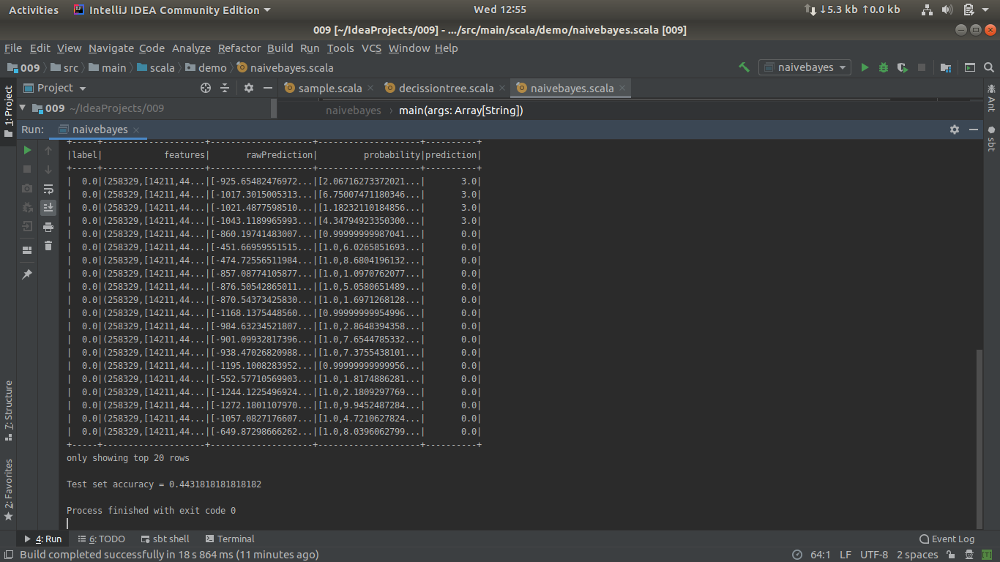 Activities IntelliJ IDEA Community Edition Wed 12:55 ↓5.3 kb ↑0.0 kb
009 [~/IdeaProjects/009] - .../src/main/scala/demo/naivebayes.scala [009]
File Edit View Navigate Code Analyze Refactor Build Run Tools VCS Window Help
009 src main scala demo naivebayes.scala naivebayes
Project sample.scala decissiontree.scala naivebayes.scala
009 ~/IdeaProjects/009 naivebayes › main(args: Array[String])
Run: naivebayes
1: Project
7: Structure
2: Favorites
Ant
sbt
+-----+--------------------+--------------------+--------------------+----------+
|label|            features|       rawPrediction|         probability|prediction|
+-----+--------------------+--------------------+--------------------+----------+
|  0.0|(258329,[14211,44...|[-925.65482476972...|[2.06716273372021...|       3.0|
|  0.0|(258329,[14211,44...|[-1017.3015005313...|[6.75007471180346...|       3.0|
|  0.0|(258329,[14211,44...|[-1021.4877598510...|[1.18232110184856...|       3.0|
|  0.0|(258329,[14211,44...|[-1043.1189965993...|[4.34794923350300...|       3.0|
|  0.0|(258329,[14211,44...|[-860.19741483007...|[0.99999999987041...|       0.0|
|  0.0|(258329,[14211,44...|[-451.66959551515...|[1.0,6.0265851693...|       0.0|
|  0.0|(258329,[14211,44...|[-474.72556511984...|[1.0,8.6804196132...|       0.0|
|  0.0|(258329,[14211,44...|[-857.08774105877...|[1.0,1.0970762077...|       0.0|
|  0.0|(258329,[14211,44...|[-876.50542865011...|[1.0,5.0580651489...|       0.0|
|  0.0|(258329,[14211,44...|[-870.54373425830...|[1.0,1.6971268128...|       0.0|
|  0.0|(258329,[14211,44...|[-1168.1375448560...|[0.99999999954996...|       0.0|
|  0.0|(258329,[14211,44...|[-984.63234521807...|[1.0,2.8648394358...|       0.0|
|  0.0|(258329,[14211,44...|[-901.09932817396...|[1.0,7.6544785332...|       0.0|
|  0.0|(258329,[14211,44...|[-938.47026820988...|[1.0,7.3755438101...|       0.0|
|  0.0|(258329,[14211,44...|[-1195.1008283952...|[0.99999999999956...|       0.0|
|  0.0|(258329,[14211,44...|[-552.57710569903...|[1.0,1.8174886281...|       0.0|
|  0.0|(258329,[14211,44...|[-1244.1225496924...|[1.0,2.1809297769...|       0.0|
|  0.0|(258329,[14211,44...|[-1272.1801107970...|[1.0,9.9452487284...|       0.0|
|  0.0|(258329,[14211,44...|[-1057.0827176607...|[1.0,4.7210627824...|       0.0|
|  0.0|(258329,[14211,44...|[-649.87298666262...|[1.0,8.0396062799...|       0.0|
+-----+--------------------+--------------------+--------------------+----------+
only showing top 20 rows
Test set accuracy = 0.4431818181818182
Process finished with exit code 0
4: Run 6: TODO sbt shell Terminal Event Log
Build completed successfully in 18 s 864 ms (11 minutes ago) 64:1 LF UTF-8 2 spaces [T]